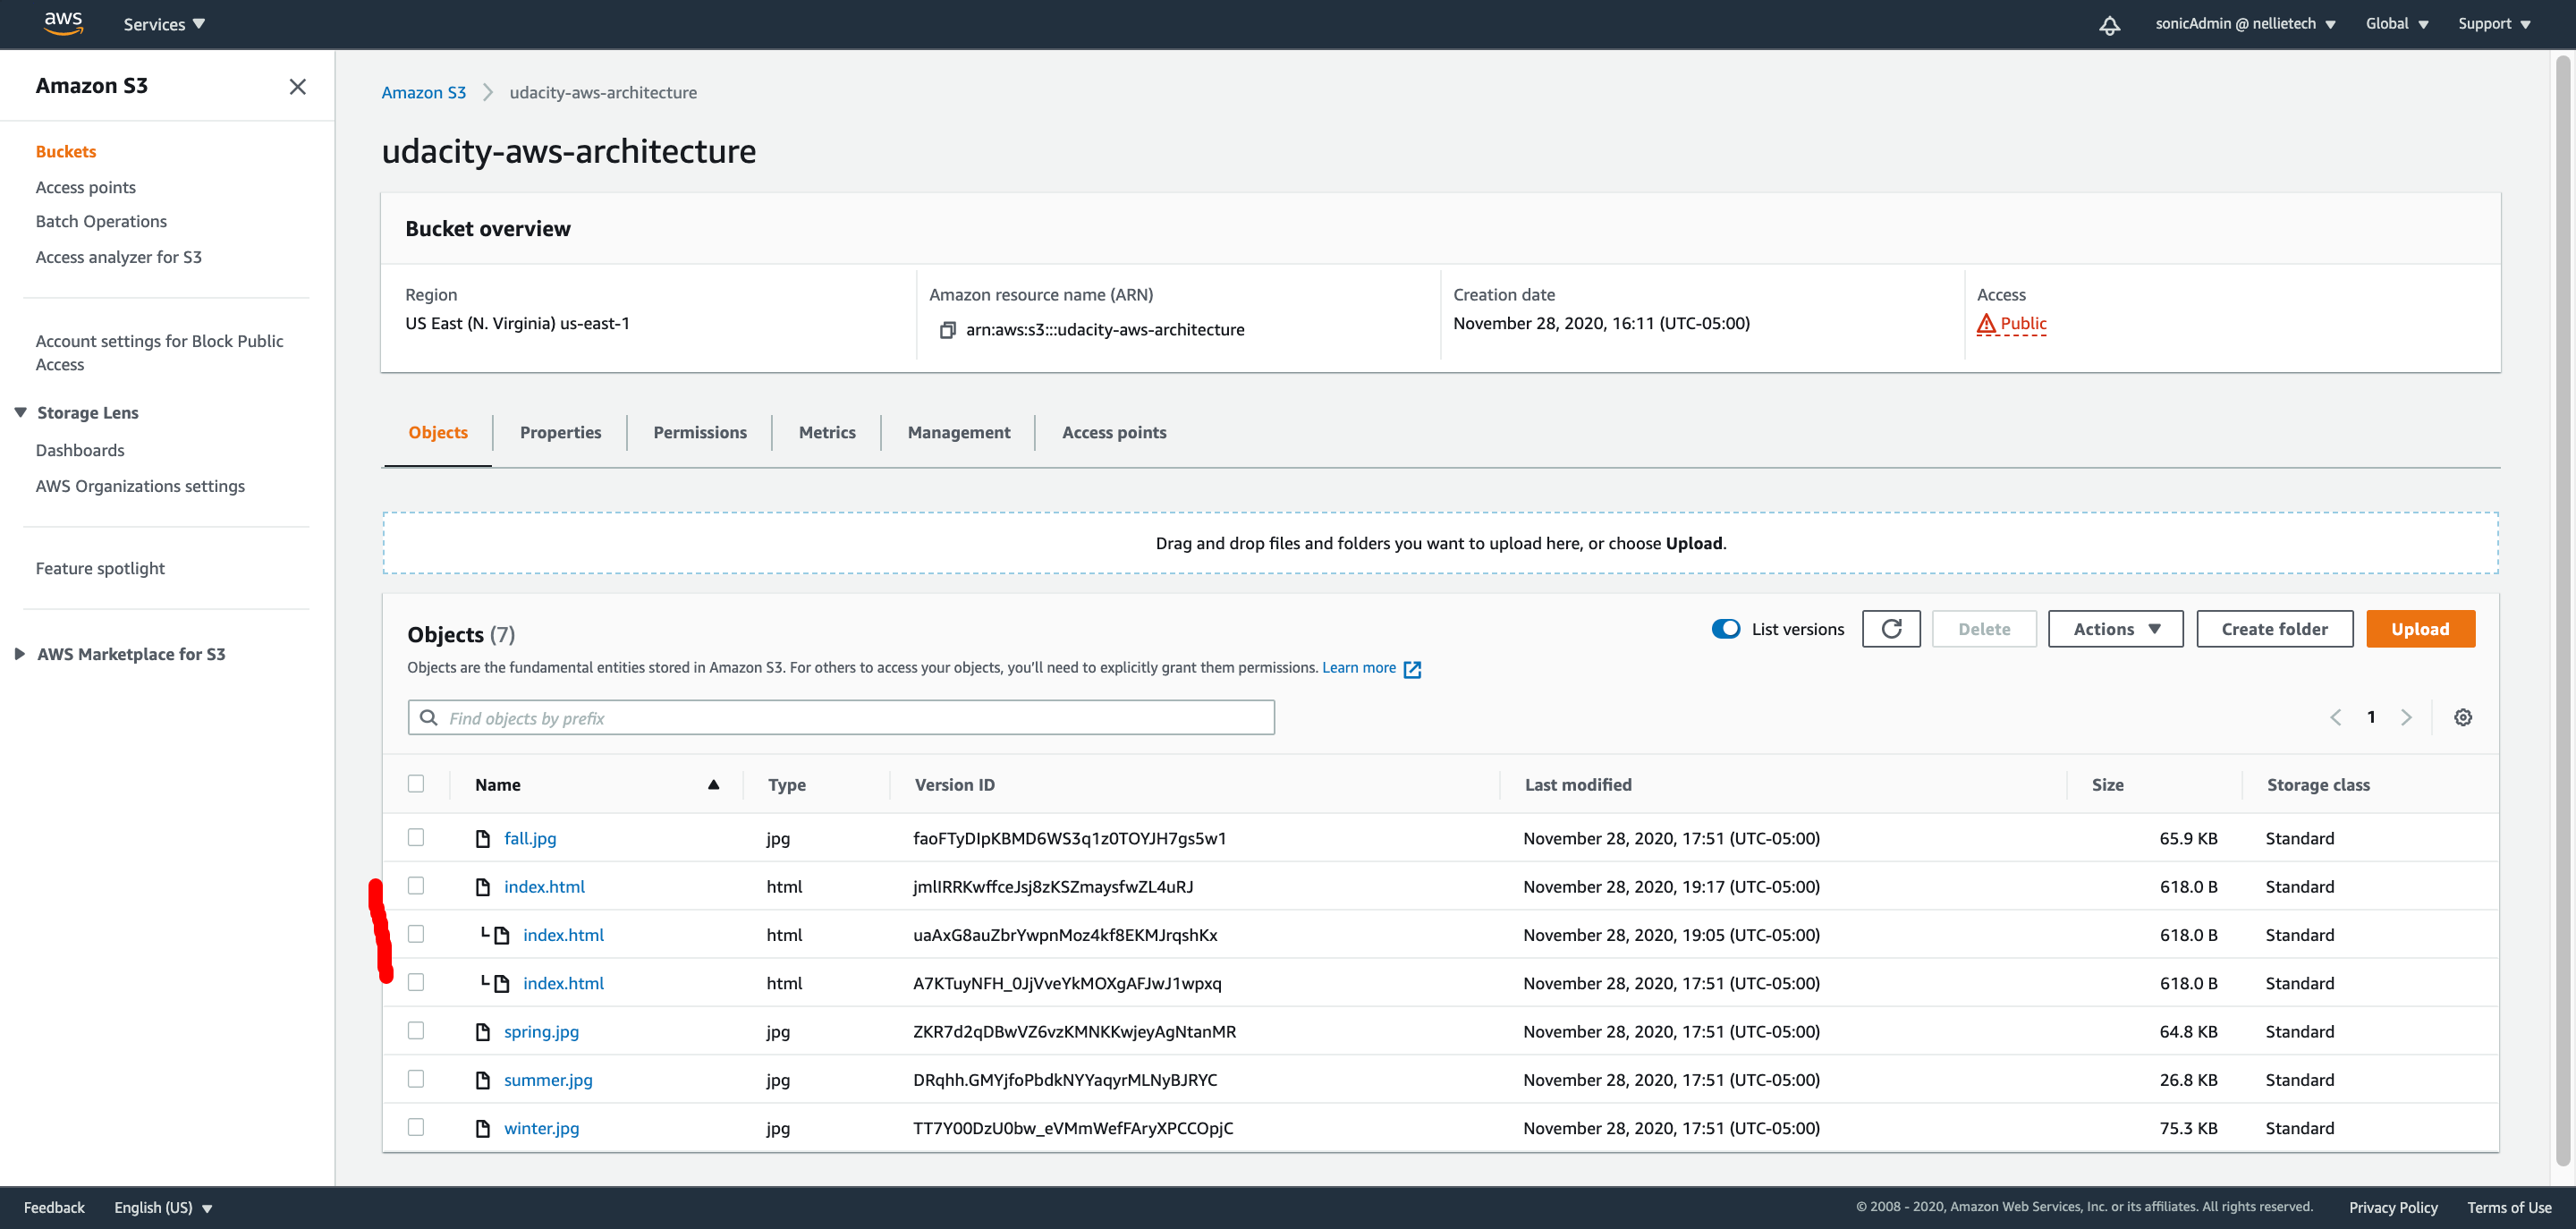 aws Services sonicAdmin @ nellietech Global Support
Amazon S3
Buckets
Access points
Batch Operations
Access analyzer for S3
Account settings for Block Public
Access
Storage Lens
Dashboards
AWS Organizations settings
Feature spotlight
AWS Marketplace for S3
Amazon S3 udacity-aws-architecture
udacity-aws-architecture
Bucket overview
Region
US East (N. Virginia) us-east-1
Amazon resource name (ARN)
arn:aws:s3:::udacity-aws-architecture
Creation date
November 28, 2020, 16:11 (UTC-05:00)
Access
Public
Objects Properties Permissions Metrics Management Access points
Drag and drop files and folders you want to upload here, or choose Upload.
Objects (7) List versions Delete Actions Create folder Upload
Objects are the fundamental entities stored in Amazon S3. For others to access your objects, you'll need to explicitly grant them permissions. Learn more
Find objects by prefix 1
Name Type Version ID Last modified Size Storage class
fall.jpg jpg faoFTyDIpKBMD6WS3q1z0TOYJH7gs5w1 November 28, 2020, 17:51 (UTC-05:00) 65.9 KB Standard
index.html html jmlIRRKwffceJsj8zKSZmaysfwZL4uRJ November 28, 2020, 19:17 (UTC-05:00) 618.0 B Standard
index.html html uaAxG8auZbrYwpnMoz4kf8EKMJrqshKx November 28, 2020, 19:05 (UTC-05:00) 618.0 B Standard
index.html html A7KTuyNFH_0JjVveYkMOXgAFJwJ1wpxq November 28, 2020, 17:51 (UTC-05:00) 618.0 B Standard
spring.jpg jpg ZKR7d2qDBwVZ6vzKMNKKwjeyAgNtanMR November 28, 2020, 17:51 (UTC-05:00) 64.8 KB Standard
summer.jpg jpg DRqhh.GMYjfoPbdkNYYaqyrMLNyBJRYC November 28, 2020, 17:51 (UTC-05:00) 26.8 KB Standard
winter.jpg jpg TT7Y00DzU0bw_eVMmWefFAryXPCCOpjC November 28, 2020, 17:51 (UTC-05:00) 75.3 KB Standard
Feedback English (US) © 2008 - 2020, Amazon Web Services, Inc. or its affiliates. All rights reserved. Privacy Policy Terms of Use